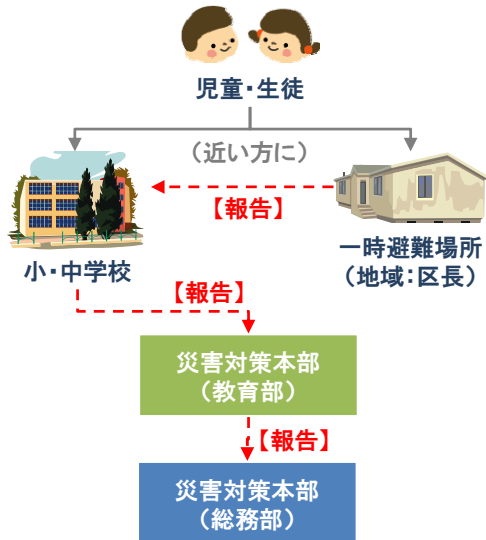 児童・生徒
（近い方に）
【報告】
小・中学校
一時避難場所
（地域：区長）
【報告】
災害対策本部
（教育部）
【報告】
災害対策本部
（総務部）